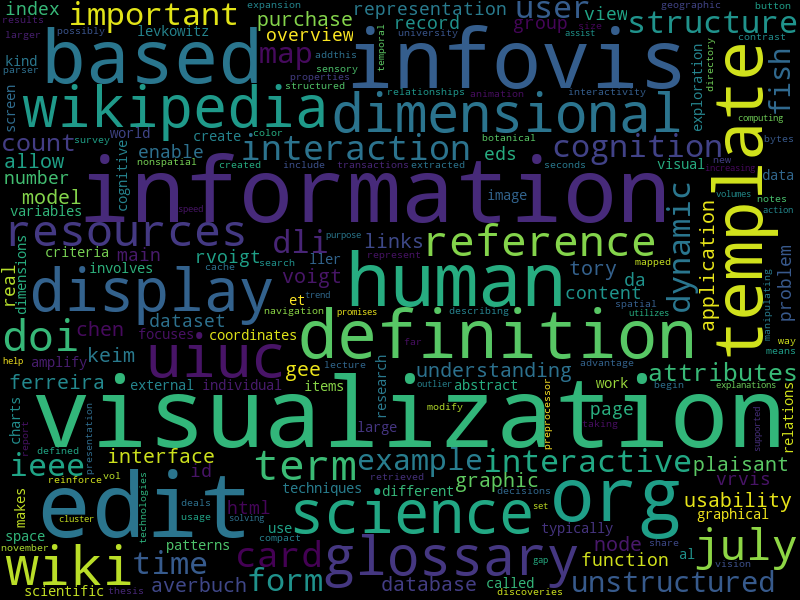 index
important
expansion
representation
geographic
button
results
larger
possibly
levkowitz
purchase
record
user
view
structure
group
size
contrast
overview
addthis
university
assist
kind
parser
based
map
sensory
temporal
infovis
directory
fish
properties
structured
screen
wikipedia
relationships
animation
interactivity
dimensional
exploration
template
computing
count
survey
world
create
color
botanical
bytes
interaction
cognition
allow
cognitive
enable
nonspatial
created
include
transactions
extracted
seconds
eds
visual
new
increasing
data
number
information
image
model
variables
speed
dynamic
volumes
notes
action
resources
dli
purpose
links
reference
application
problem
criteria
main
rvoigt
ller
represent
mapped
real
dimensions
involves
cache
search
voigt
human
tory
da
content
spatial
utilizes
manipulating
display
et
trend
navigation
promises
describing
dataset
definition
doi
chen
focuses
coordinates
far
way
means
help
amplify
keim
uiuc
gee
lecture
research
understanding
advantage
attributes
ferreira
external
individual
items
outlier
abstract
preprocessor
work
begin
explanations
relations
charts
report
visualization
modify
page
taking
supported
large
defined
presentation
interface
ieee
term
example
interactive
plaisant
reinforce
vol
id
techniques
retrieved
different
graphic
decisions
vrvis
makes
cluster
edit
technologies
deals
usage
html
science
set
org
usability
graphical
space
solving
use
typically
patterns
compact
node
share
july
november
wiki
time
card
glossary
gap
al
function
vision
scientific
thesis
averbuch
form
database
called
discoveries
unstructured